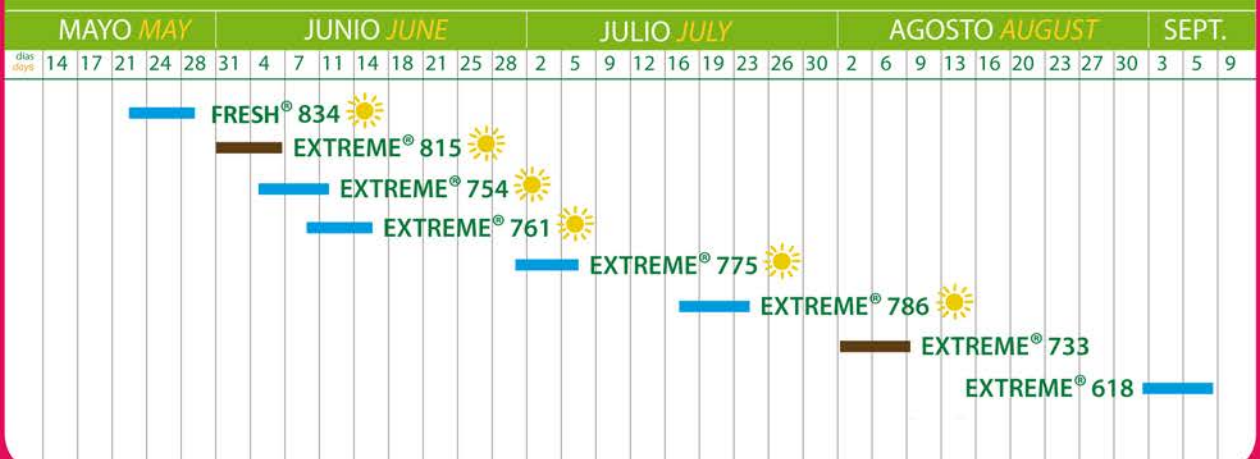 MAYO MAY JUNIO JUNE JULIO JULY AGOSTO AUGUST SEPT.
días days 14 17 21 24 28 31 4 7 11 14 18 21 25 28 2 5 9 12 16 19 23 26 30 2 6 9 13 16 20 23 27 30 3 5 9
FRESH® 834
EXTREME® 815
EXTREME® 754
EXTREME® 761
EXTREME® 775
EXTREME® 786
EXTREME® 733
EXTREME® 618